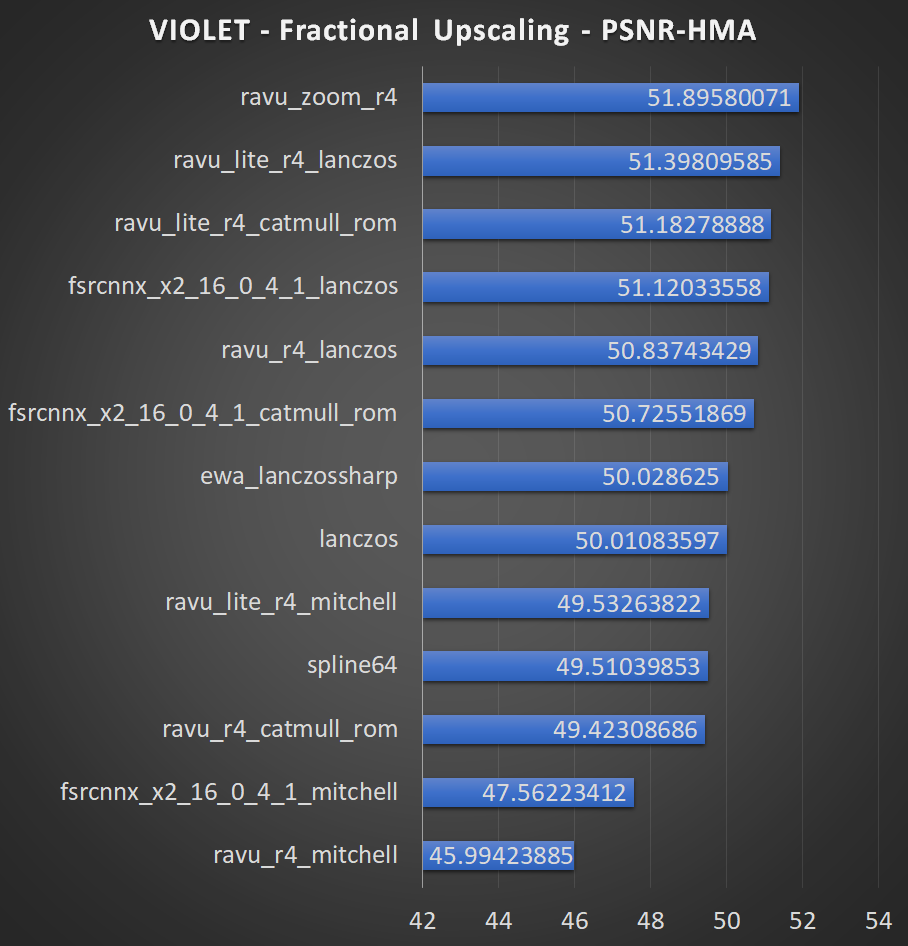 VIOLET - Fractional Upscaling - PSNR-HMA
ravu_zoom_r4 51.89580071
ravu_lite_r4_lanczos 51.39809585
ravu_lite_r4_catmull_rom 51.18278888
fsrcnnx_x2_16_0_4_1_lanczos 51.12033558
ravu_r4_lanczos 50.83743429
fsrcnnx_x2_16_0_4_1_catmull_rom 50.72551869
ewa_lanczossharp 50.028625
lanczos 50.01083597
ravu_lite_r4_mitchell 49.53263822
spline64 49.51039853
ravu_r4_catmull_rom 49.42308686
fsrcnnx_x2_16_0_4_1_mitchell 47.56223412
ravu_r4_mitchell 45.99423885
42 44 46 48 50 52 54